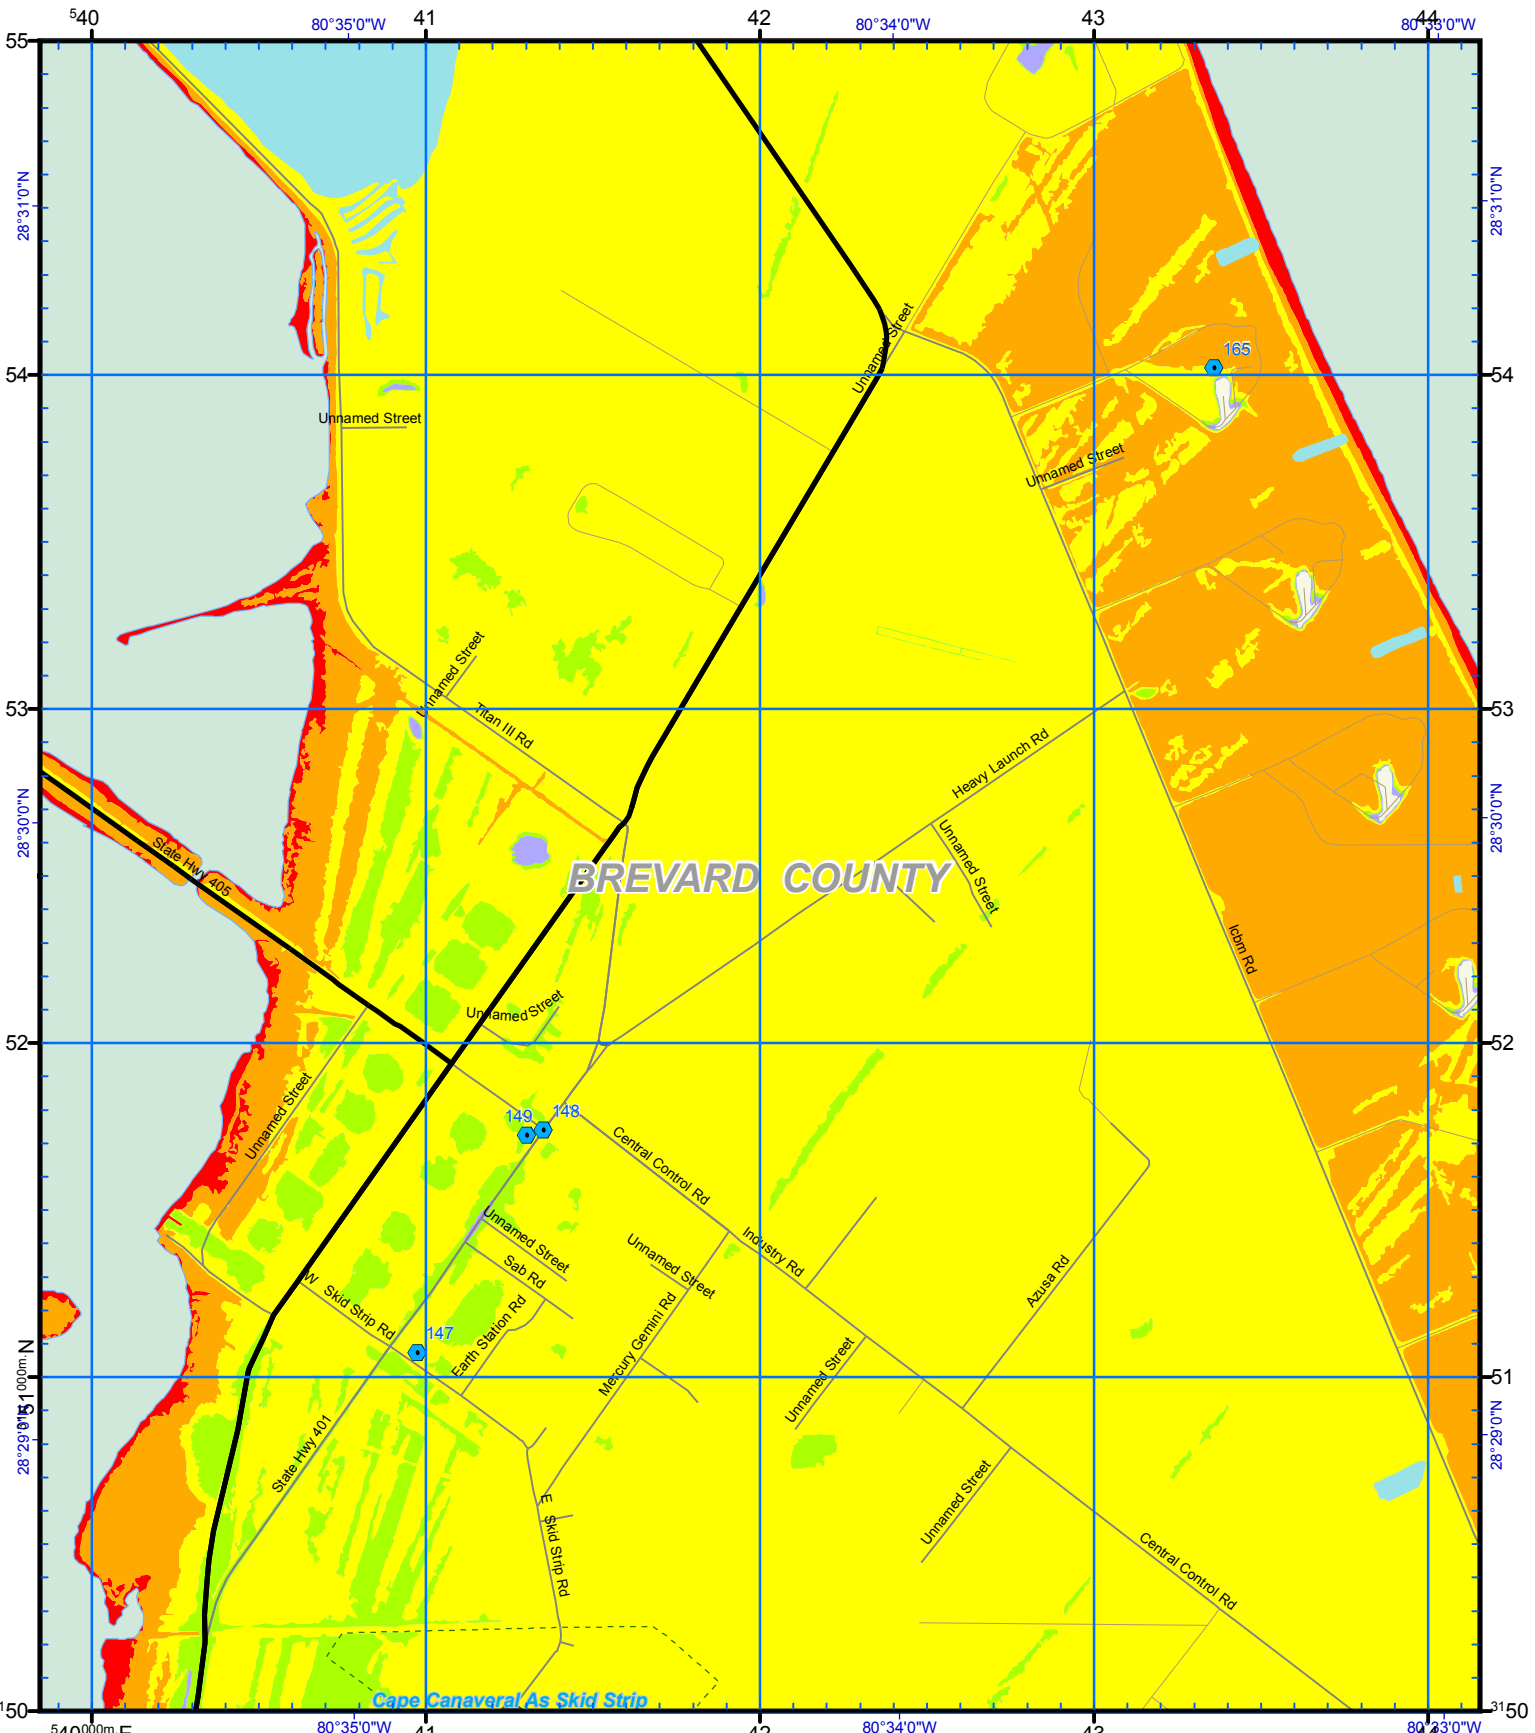 540 41 42 43 44
80°35'0"W 80°34'0"W 80°33'0"W
55
28°31'0"N
28°31'0"N
Unnamed Street
165
54
54
Unnamed Street
Unnamed Street
Unnamed Street
53
Titan III Rd
53
Heavy Launch Rd
28°30'0"N
28°30'0"N
State Hwy 405
BREVARD COUNTY
Unnamed Street
Icbm Rd
Unnamed Street
52
52
Unnamed Street
149
148
Central Control Rd
Unnamed Street
Industry Rd
Unnamed Street
Sab Rd
Azusa Rd
W Skid Strip Rd
Earth Station Rd
Mercury Gemini Rd
147
Unnamed Street
51 000m. N
51
28°29'0"N
28°29'0"N
State Hwy 401
Unnamed Street
E Skid Strip Rd
Central Control Rd
Cape Canaveral As Skid Strip
150
3150
80°35'0"W 80°34'0"W 80°33'0"W